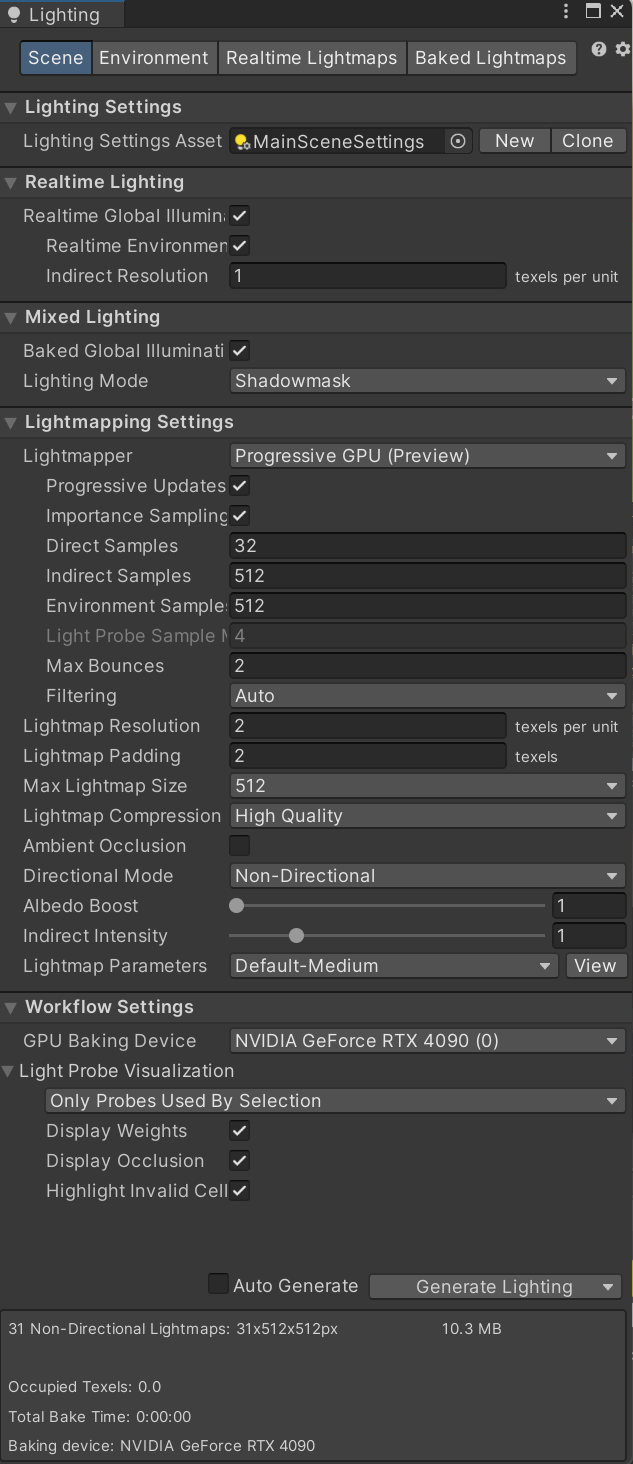 Lighting
Scene Environment Realtime Lightmaps Baked Lightmaps
Lighting Settings
Lighting Settings Asset MainSceneSettings New Clone
Realtime Lighting
Realtime Global Illumin
Realtime Environmen
Indirect Resolution 1 texels per unit
Mixed Lighting
Baked Global Illuminati
Lighting Mode Shadowmask
Lightmapping Settings
Lightmapper Progressive GPU (Preview)
Progressive Updates
Importance Sampling
Direct Samples 32
Indirect Samples 512
Environment Sample 512
Light Probe Sample M 4
Max Bounces 2
Filtering Auto
Lightmap Resolution 2 texels per unit
Lightmap Padding 2 texels
Max Lightmap Size 512
Lightmap Compression High Quality
Ambient Occlusion
Directional Mode Non-Directional
Albedo Boost 1
Indirect Intensity 1
Lightmap Parameters Default-Medium View
Workflow Settings
GPU Baking Device NVIDIA GeForce RTX 4090 (0)
Light Probe Visualization
Only Probes Used By Selection
Display Weights
Display Occlusion
Highlight Invalid Cell
Auto Generate Generate Lighting
31 Non-Directional Lightmaps: 31x512x512px 10.3 MB
Occupied Texels: 0.0
Total Bake Time: 0:00:00
Baking device: NVIDIA GeForce RTX 4090